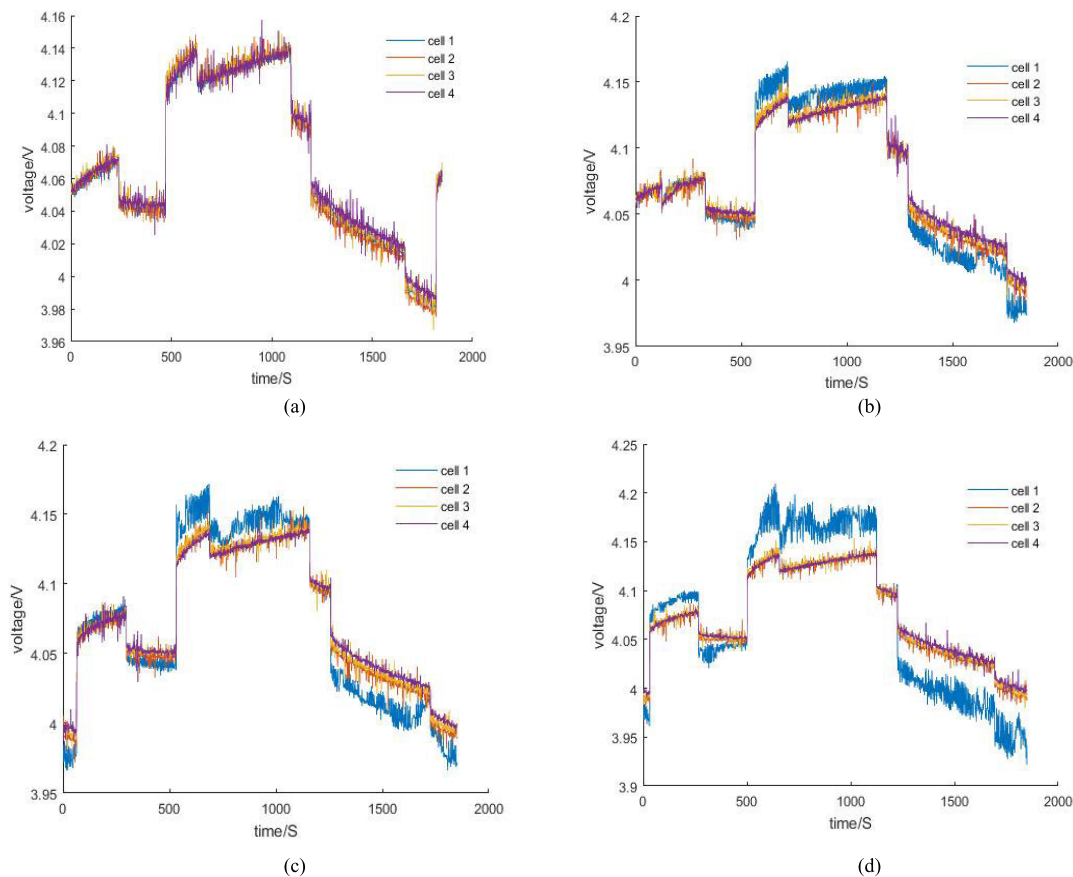 4.16
4.14
4.12
4.1
4.08
4.06
4.04
4.02
4
3.98
3.96
voltage/V
0
500
1000
1500
2000
time/S
cell 1
cell 2
cell 3
cell 4
(a)
4.2
4.15
4.1
4.05
4
3.95
voltage/V
0
500
1000
1500
2000
time/S
cell 1
cell 2
cell 3
cell 4
(b)
4.2
4.15
4.1
4.05
4
3.95
voltage/V
0
500
1000
1500
2000
time/S
cell 1
cell 2
cell 3
cell 4
(c)
4.25
4.2
4.15
4.1
4.05
4
3.95
3.9
voltage/V
0
500
1000
1500
2000
time/S
cell 1
cell 2
cell 3
cell 4
(d)